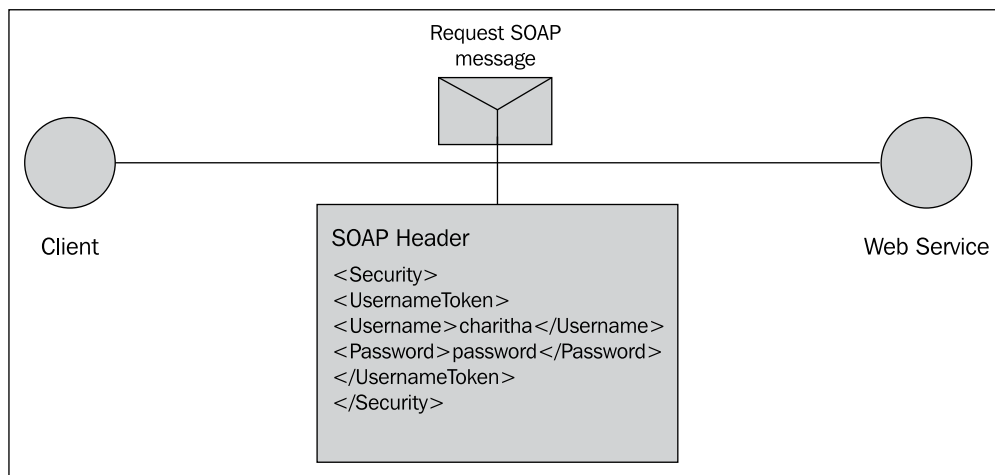 Request SOAP
message
Client
Web Service
SOAP Header
<Security>
<UsernameToken>
<Username>charitha</Username>
<Password>password</Password>
</UsernameToken>
</Security>